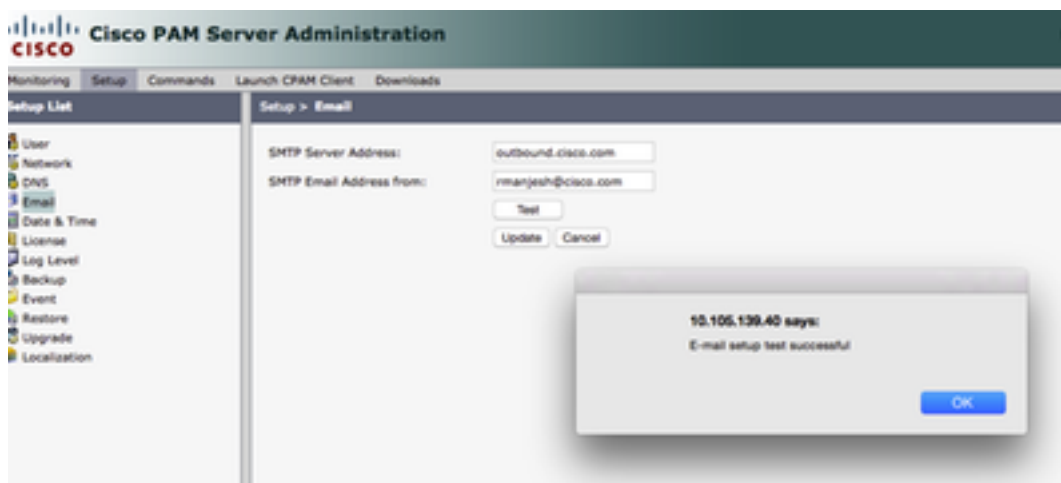 CISCO Cisco PAM Server Administration
Monitoring Setup Commands Launch CPAM Client Downloads
Setup List
Setup > Email
User
Network
DNS
Email
Date & Time
License
Log Level
Backup
Event
Restore
Upgrade
Localization
SMTP Server Address: outbound.cisco.com
SMTP Email Address from: rmanjesh@cisco.com
Test
Update Cancel
10.105.139.40 says:
E-mail setup test successful
OK